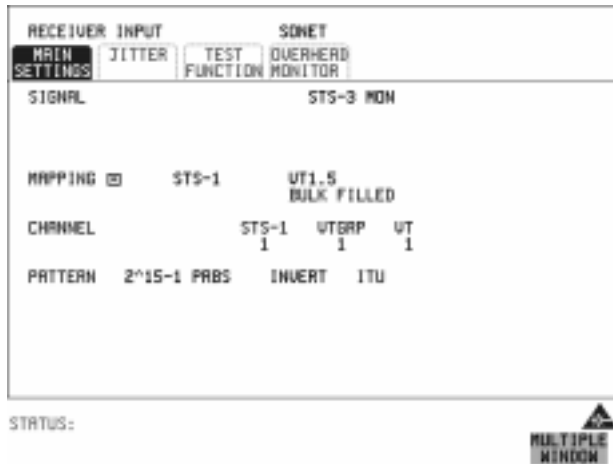 RECEIVER INPUT SONET
MAIN SETTINGS JITTER TEST FUNCTION OVERHEAD MONITOR
SIGNAL STS-3 MON
MAPPING STS-1 VT1.5
BULK FILLED
CHANNEL STS-1 VTGRP VT
1 1 1
PATTERN 2^15-1 PRBS INVERT ITU
STATUS:
MULTIPLE
WINDOW